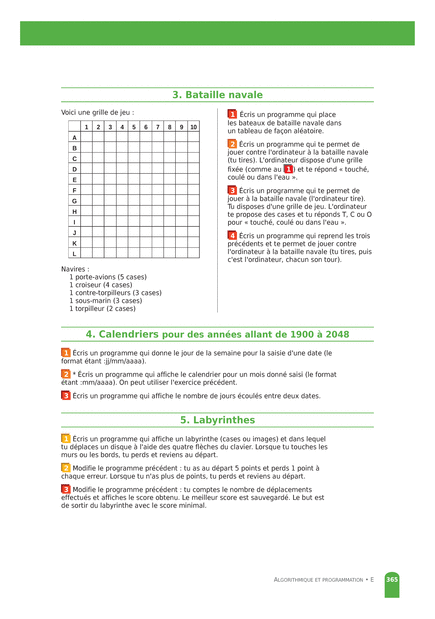 3. Bataille navale
Voici une grille de jeu :
1 2 3 4 5 6 7 8 9 10
A
B
C
D
E
F
G
H
I
J
K
L
Navires :
1 porte-avions (5 cases)
1 croiseur (4 cases)
1 contre-torpilleurs (3 cases)
1 sous-marin (3 cases)
1 torpilleur (2 cases)
1 Écris un programme qui place
les bateaux de bataille navale dans
un tableau de façon aléatoire.
2 Écris un programme qui te permet de
jouer contre l'ordinateur à la bataille navale
(tu tires). L'ordinateur dispose d'une grille
fixée (comme au 1) et te répond « touché,
coulé ou dans l'eau ».
3 Écris un programme qui te permet de
jouer à la bataille navale (l'ordinateur tire).
Tu disposes d'une grille de jeu. L'ordinateur
te propose des cases et tu réponds T, C ou O
pour « touché, coulé ou dans l'eau ».
4 Écris un programme qui reprend les trois
précédents et te permet de jouer contre
l'ordinateur à la bataille navale (tu tires, puis
c'est l'ordinateur, chacun son tour).
4. Calendriers pour des années allant de 1900 à 2048
1 Écris un programme qui donne le jour de la semaine pour la saisie d'une date (le
format étant :jj/mm/aaaa).
2 * Écris un programme qui affiche le calendrier pour un mois donné saisi (le format
étant :mm/aaaa). On peut utiliser l'exercice précédent.
3 Écris un programme qui affiche le nombre de jours écoulés entre deux dates.
5. Labyrinthes
1 Écris un programme qui affiche un labyrinthe (cases ou images) et dans lequel
tu déplaces un disque à l'aide des quatre flèches du clavier. Lorsque tu touches les
murs ou les bords, tu perds et reviens au départ.
2 Modifie le programme précédent : tu as au départ 5 points et perds 1 point à
chaque erreur. Lorsque tu n'as plus de points, tu perds et reviens au départ.
3 Modifie le programme précédent : tu comptes le nombre de déplacements
effectués et affiches le score obtenu. Le meilleur score est sauvegardé. Le but est
de sortir du labyrinthe avec le score minimal.
ALGORITHMIQUE ET PROGRAMMATION • E 365